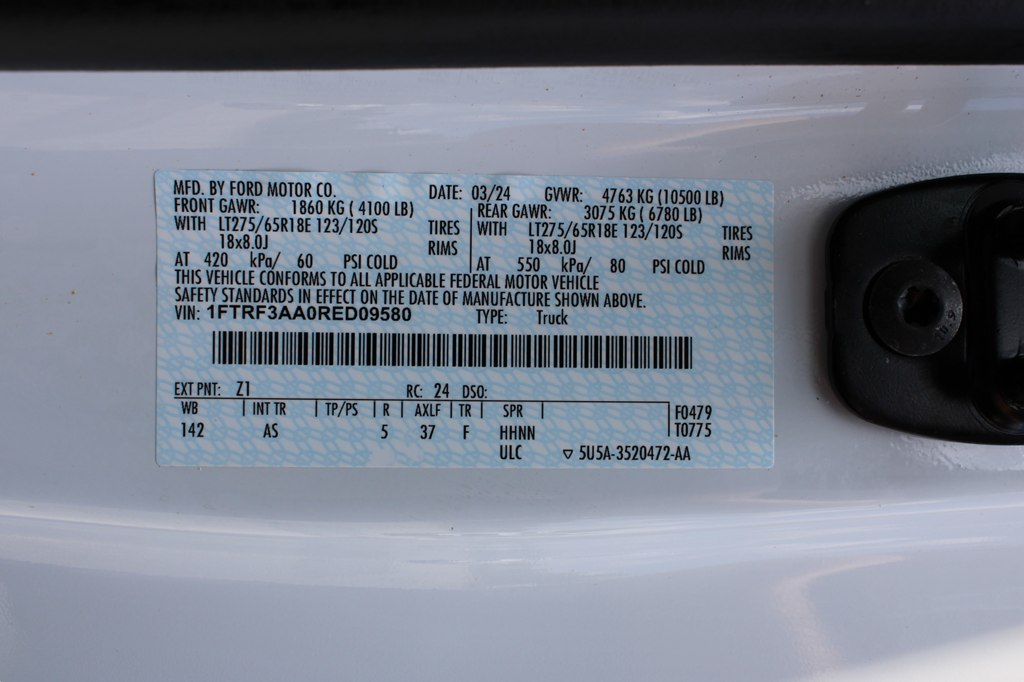 MFD. BY FORD MOTOR CO. DATE: 03/24 GVWR: 4763 KG (10500 LB)
FRONT GAWR: 1860 KG ( 4100 LB) REAR GAWR: 3075 KG ( 6780 LB)
WITH LT275/65R18E 123/120S TIRES WITH LT275/65R18E 123/120S TIRES
18x8.0J RIMS 18x8.0J RIMS
AT 420 kPa/ 60 PSI COLD AT 550 kPa/ 80 PSI COLD
THIS VEHICLE CONFORMS TO ALL APPLICABLE FEDERAL MOTOR VEHICLE
SAFETY STANDARDS IN EFFECT ON THE DATE OF MANUFACTURE SHOWN ABOVE.
VIN: 1FTRF3AA0RED09580 TYPE: Truck
EXT PNT: Z1 RC: 24 DSO:
WB INT TR TP/PS R AXLF TR SPR F0479
142 AS 5 37 F HHNN T0775
ULC ▽ 5U5A-3520472-AA